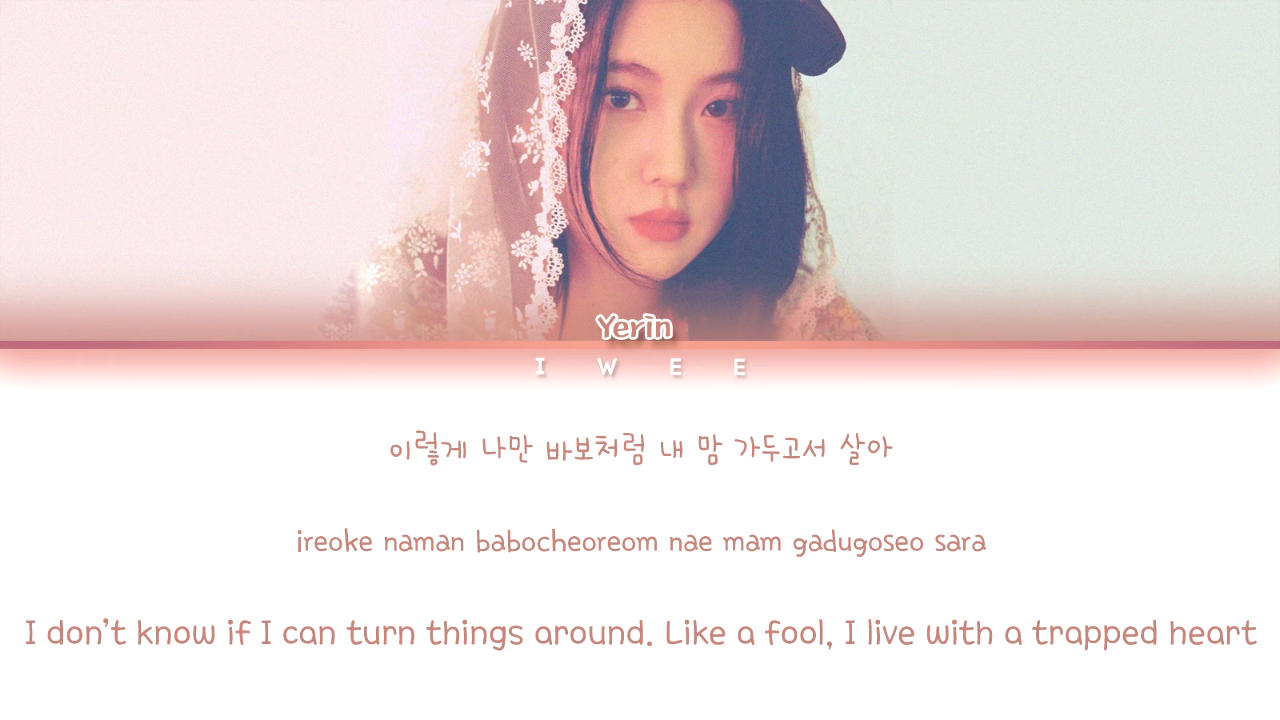 Yerin
I W E E
이렇게 나만 바보처럼 내 맘 가두고서 살아
ireoke naman babocheoreom nae mam gadugoseo sara
I don't know if I can turn things around. Like a fool, I live with a trapped heart